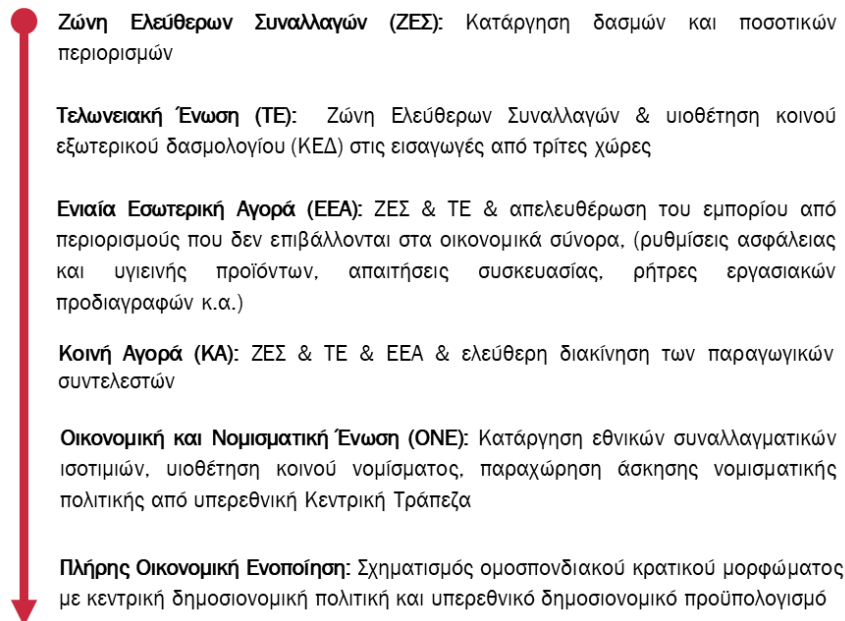 Ζώνη Ελεύθερων Συναλλαγών (ΖΕΣ): Κατάργηση δασμών και ποσοτικών
περιορισμών
Τελωνειακή Ένωση (ΤΕ): Ζώνη Ελεύθερων Συναλλαγών & υιοθέτηση κοινού
εξωτερικού δασμολογίου (ΚΕΔ) στις εισαγωγές από τρίτες χώρες
Ενιαία Εσωτερική Αγορά (ΕΕΑ): ΖΕΣ & ΤΕ & απελευθέρωση του εμπορίου από
περιορισμούς που δεν επιβάλλονται στα οικονομικά σύνορα, (ρυθμίσεις ασφάλειας
και υγιεινής προϊόντων, απαιτήσεις συσκευασίας, ρήτρες εργασιακών
προδιαγραφών κ.α.)
Κοινή Αγορά (ΚΑ): ΖΕΣ & ΤΕ & ΕΕΑ & ελεύθερη διακίνηση των παραγωγικών
συντελεστών
Οικονομική και Νομισματική Ένωση (ΟΝΕ): Κατάργηση εθνικών συναλλαγματικών
ισοτιμιών, υιοθέτηση κοινού νομίσματος, παραχώρηση άσκησης νομισματικής
πολιτικής από υπερεθνική Κεντρική Τράπεζα
Πλήρης Οικονομική Ενοποίηση: Σχηματισμός ομοσπονδιακού κρατικού μορφώματος
με κεντρική δημοσιονομική πολιτική και υπερεθνικό δημοσιονομικό προϋπολογισμό